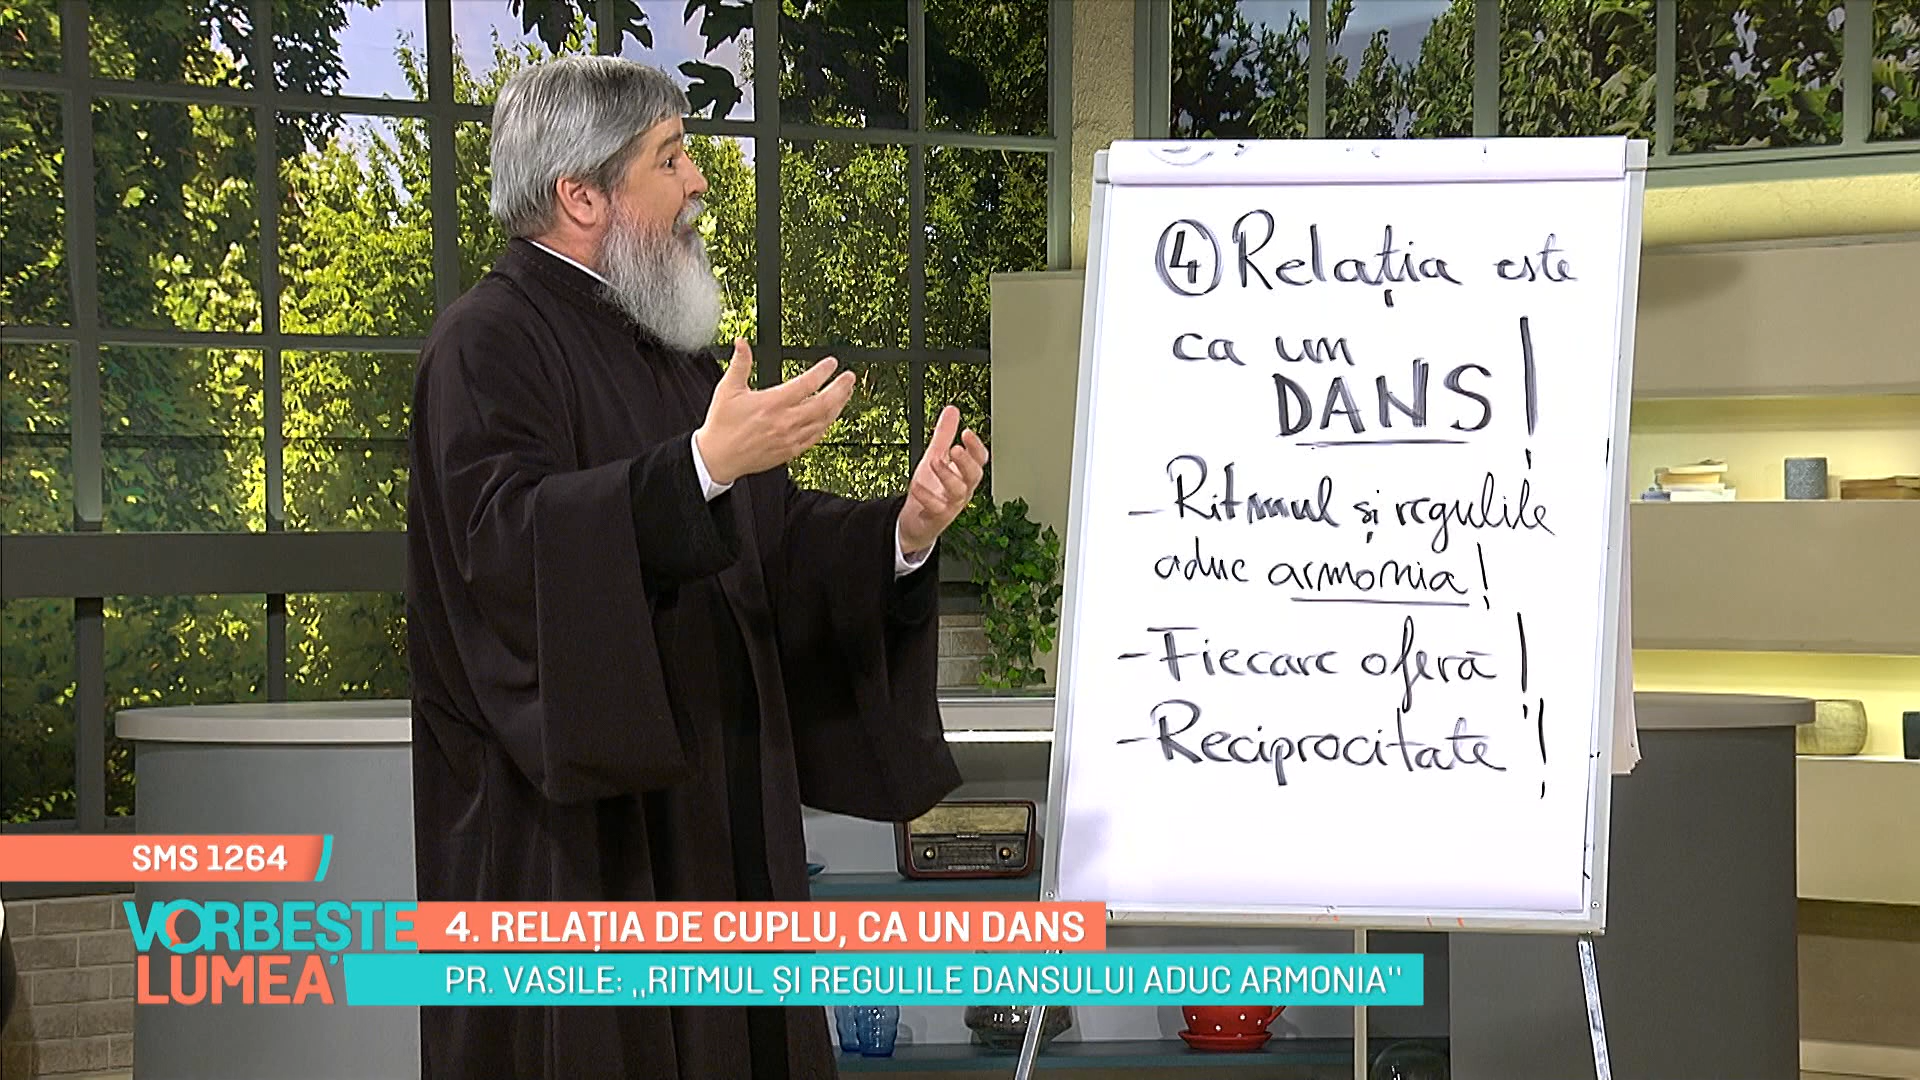 ④ Relația este
ca un
DANS!
- Ritmul și regulile
aduc armonia!
- Fiecare oferă!
- Reciprocitate!
SMS 1264
VORBEȘTE
LUMEA
4. RELAȚIA DE CUPLU, CA UN DANS
PR. VASILE: ,,RITMUL ȘI REGULILE DANSULUI ADUC ARMONIA''